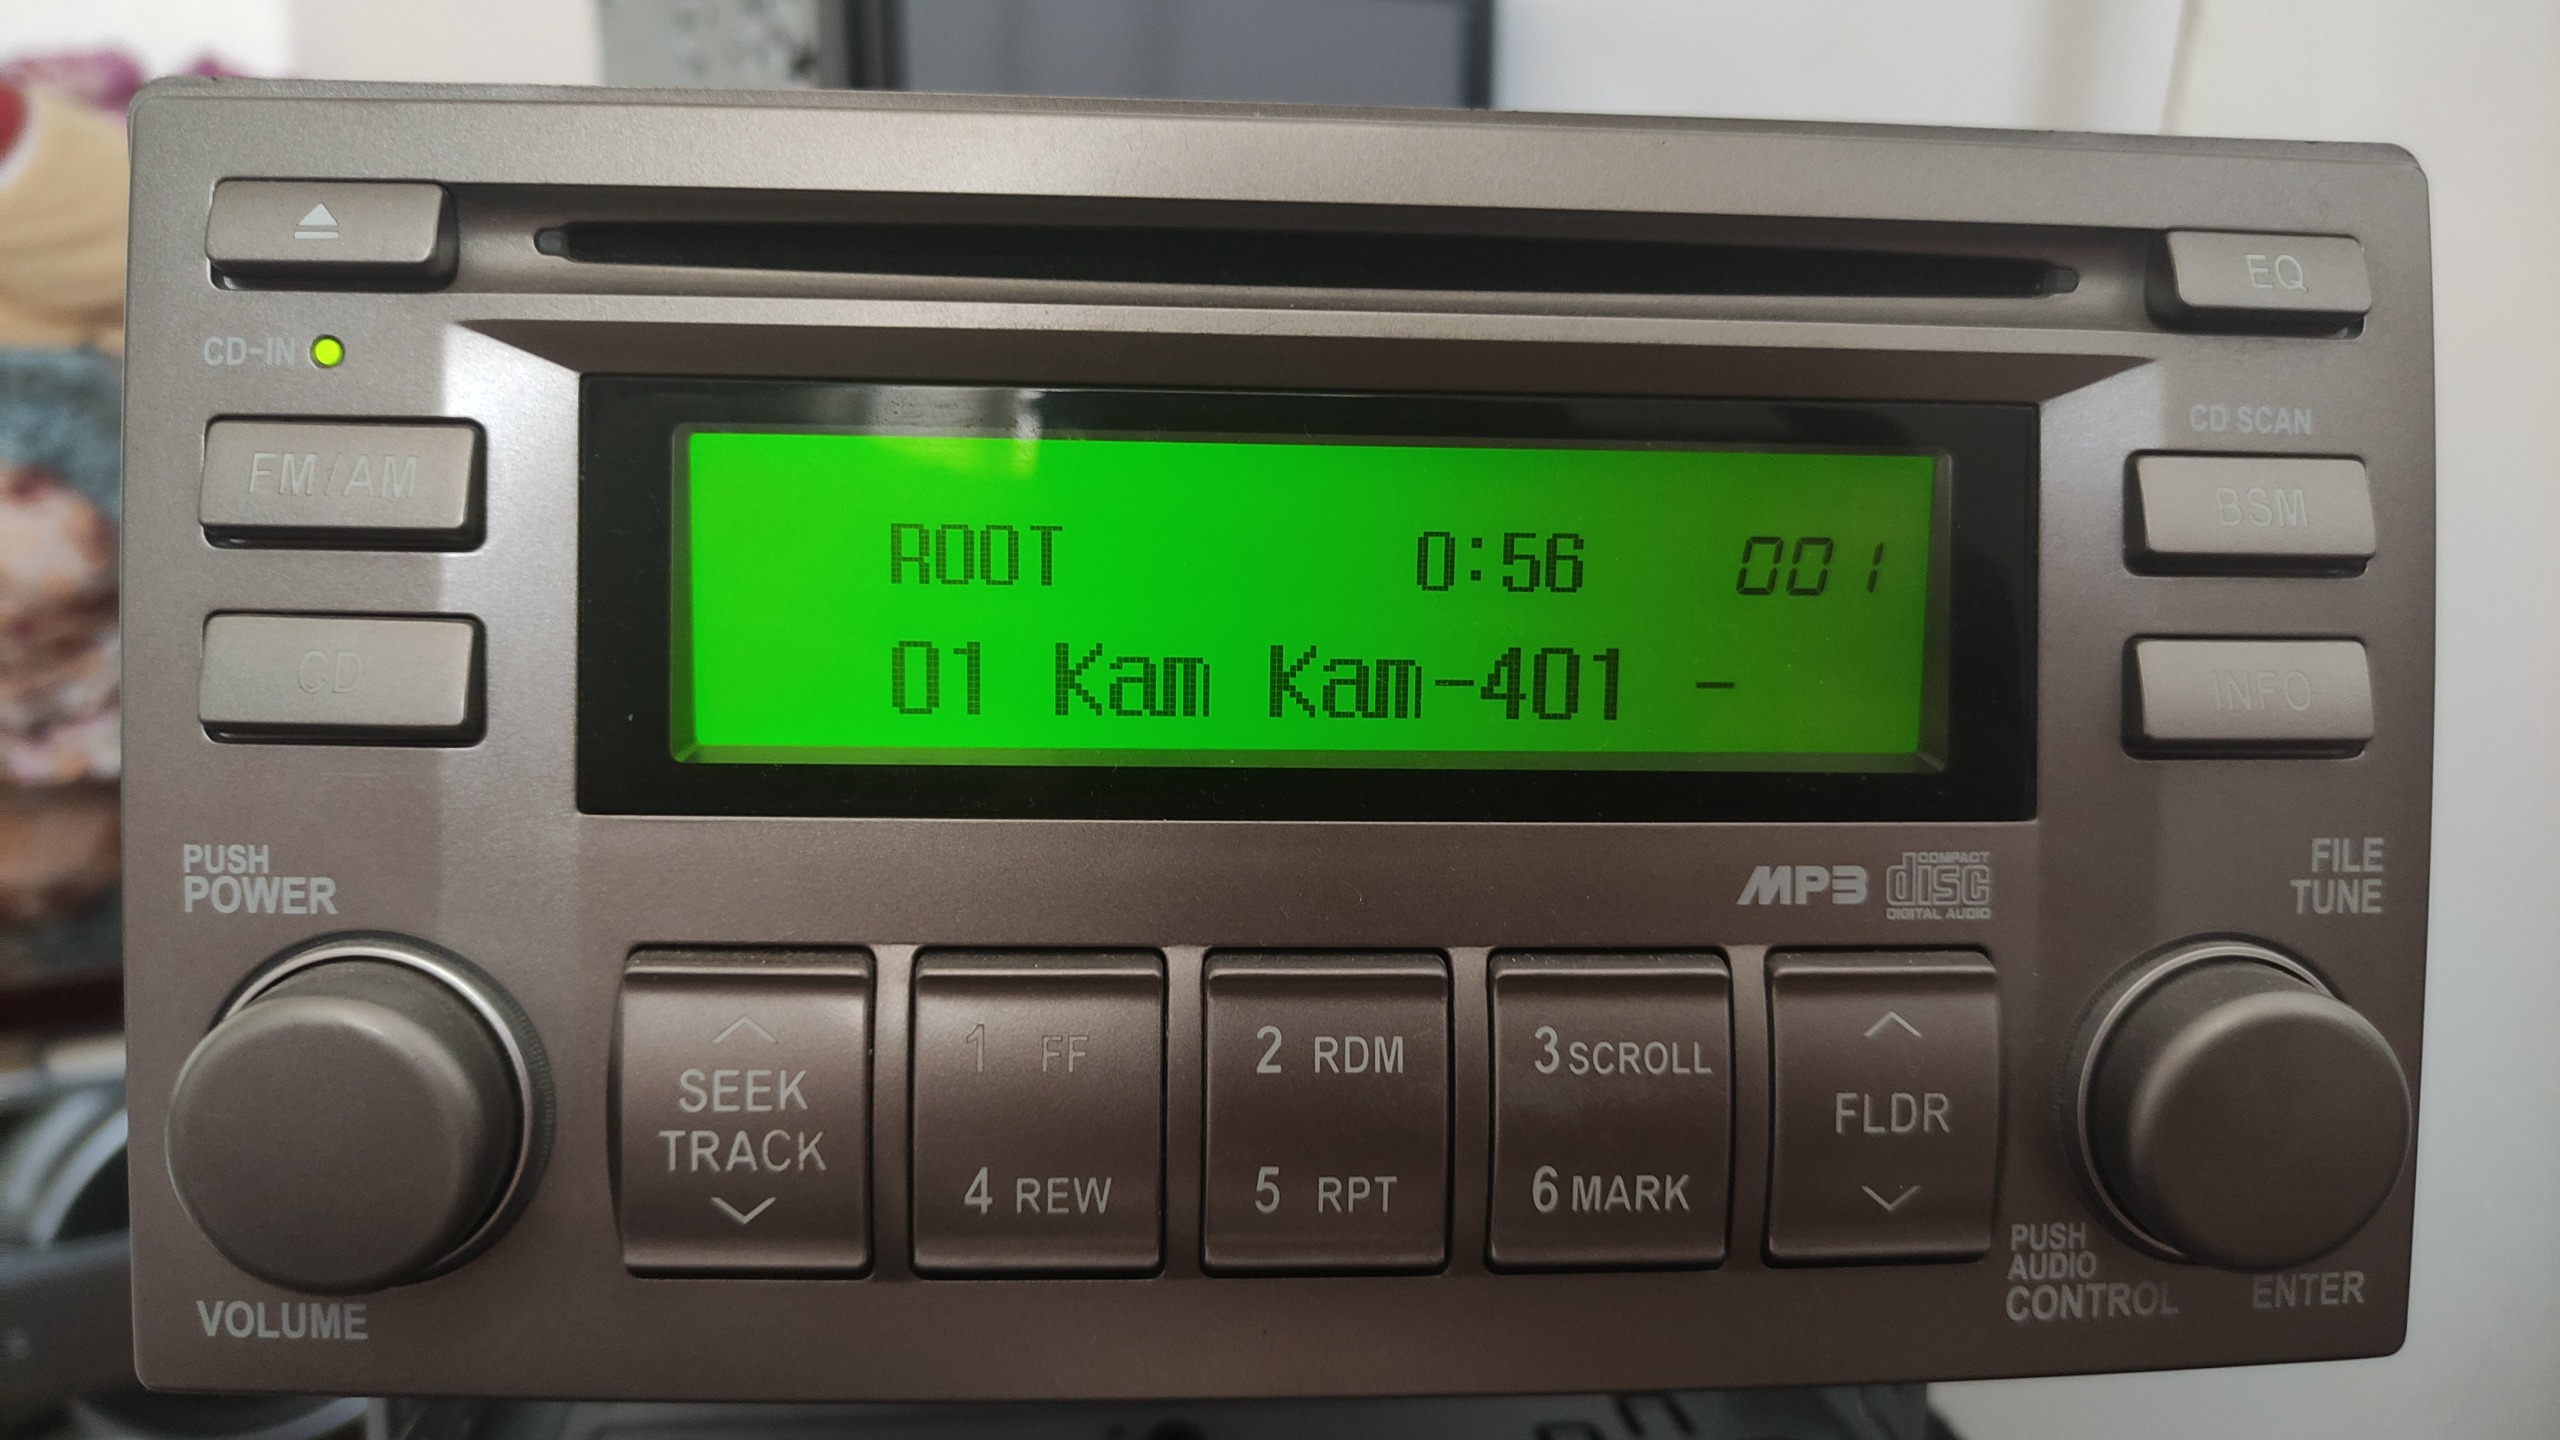 EQ
CD-IN
CD SCAN
FM/AM
BSM
ROOT 0:56 001
01 Kam Kam-401 -
CD
INFO
PUSH
POWER
MP3
COMPACT
disc
DIGITAL AUDIO
FILE
TUNE
SEEK
TRACK
1 FF
4 REW
2 RDM
5 RPT
3 SCROLL
6 MARK
FLDR
VOLUME
PUSH
AUDIO
CONTROL
ENTER